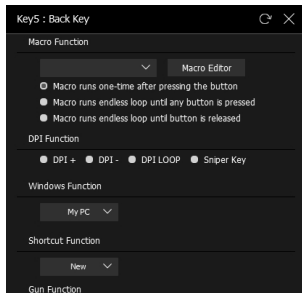 Key5 : Back Key
Macro Function
Macro Editor
Macro runs one-time after pressing the button
Macro runs endless loop until any button is pressed
Macro runs endless loop until button is released
DPI Function
DPI + DPI - DPI LOOP Sniper Key
Windows Function
My PC
Shortcut Function
New
Gun Function